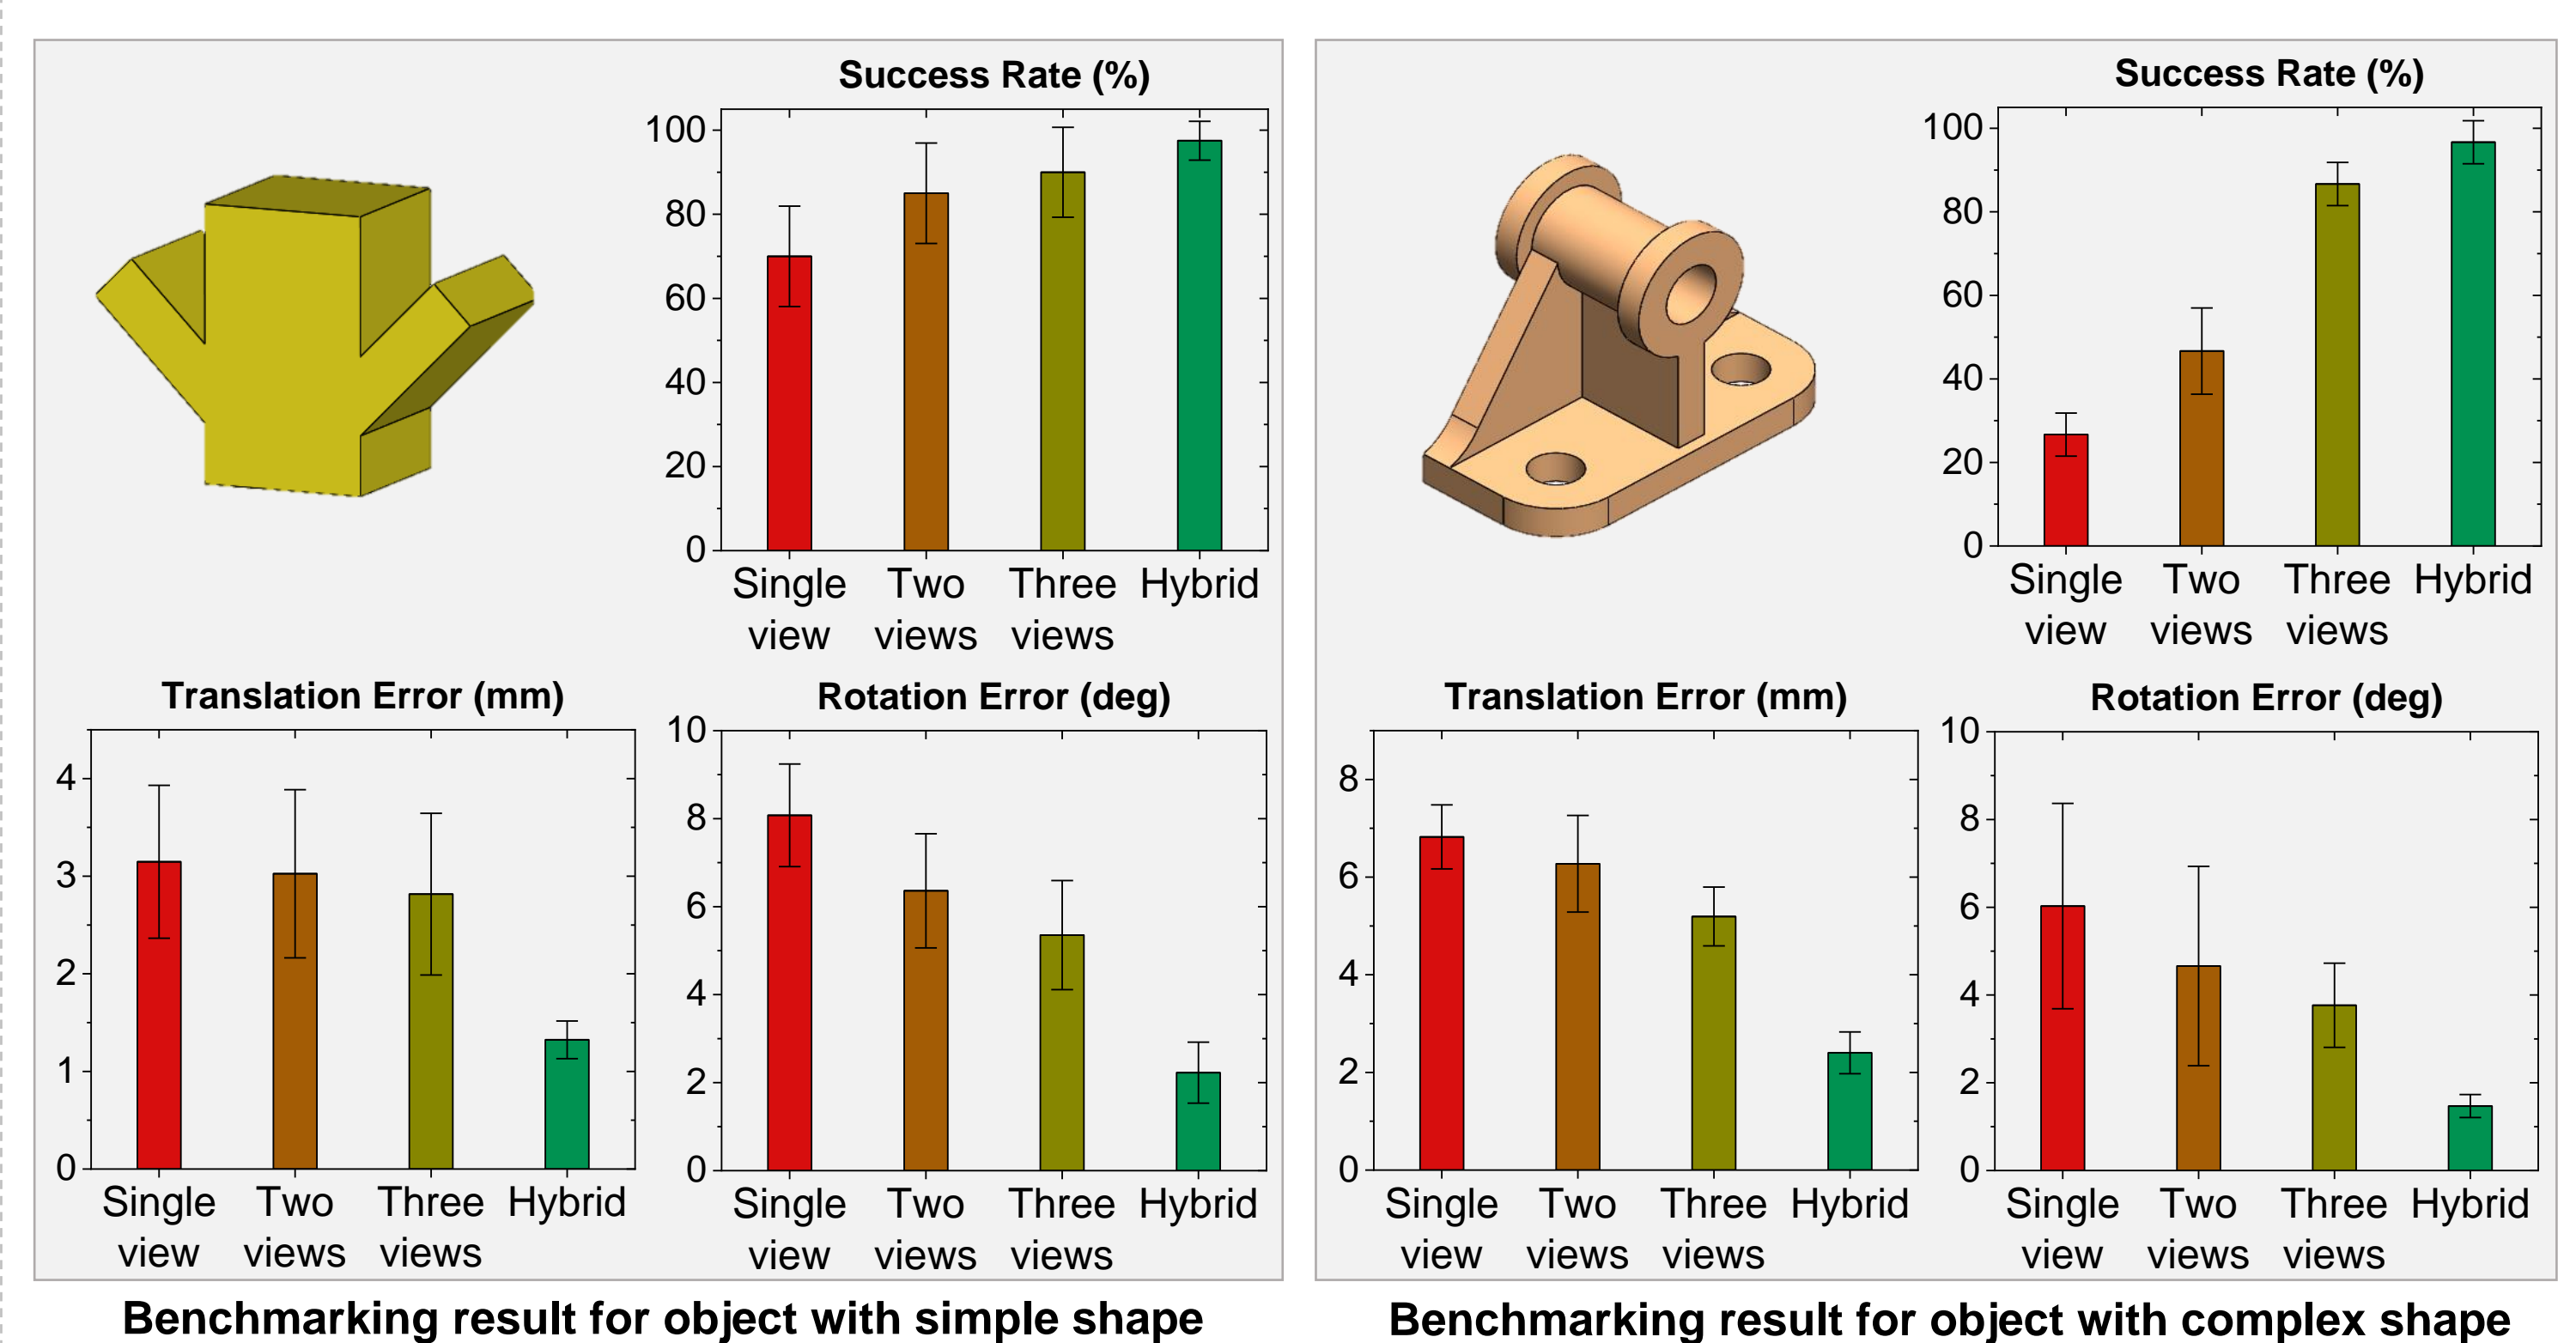 Success Rate (%)
100
80
60
40
20
0
Single view
Two views
Three views
Hybrid
Translation Error (mm)
4
3
2
1
0
Single view
Two views
Three views
Hybrid
Rotation Error (deg)
10
8
6
4
2
0
Single view
Two views
Three views
Hybrid
Benchmarking result for object with simple shape
Success Rate (%)
100
80
60
40
20
0
Single view
Two views
Three views
Hybrid
Translation Error (mm)
8
6
4
2
0
Single view
Two views
Three views
Hybrid
Rotation Error (deg)
10
8
6
4
2
0
Single view
Two views
Three views
Hybrid
Benchmarking result for object with complex shape